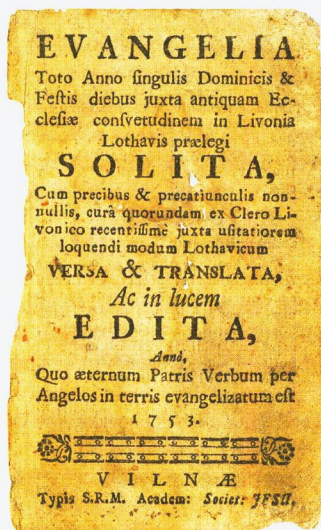 EVANGELIA
Toto Anno ſingulis Dominicis &
Feſtis diebus juxta antiquam Ec-
cleſiæ conſvetudinem in Livonia
Lothavis prælegi
SOLITA,
Cum precibus & precatiunculis non-
nullis, curâ quorundam ex Clero Li-
vonico recentiſſimè juxta uſitatiorem
loquendi modum Lothavicum
VERSA & TRANSLATA,
Ac in lucem
EDITA,
Annô,
Quo æternum Patris Verbum per
Angelos in terris evangelizatum eſt
1753.
VILNÆ
Typis S.R.M. Academ: Societ: JESU.